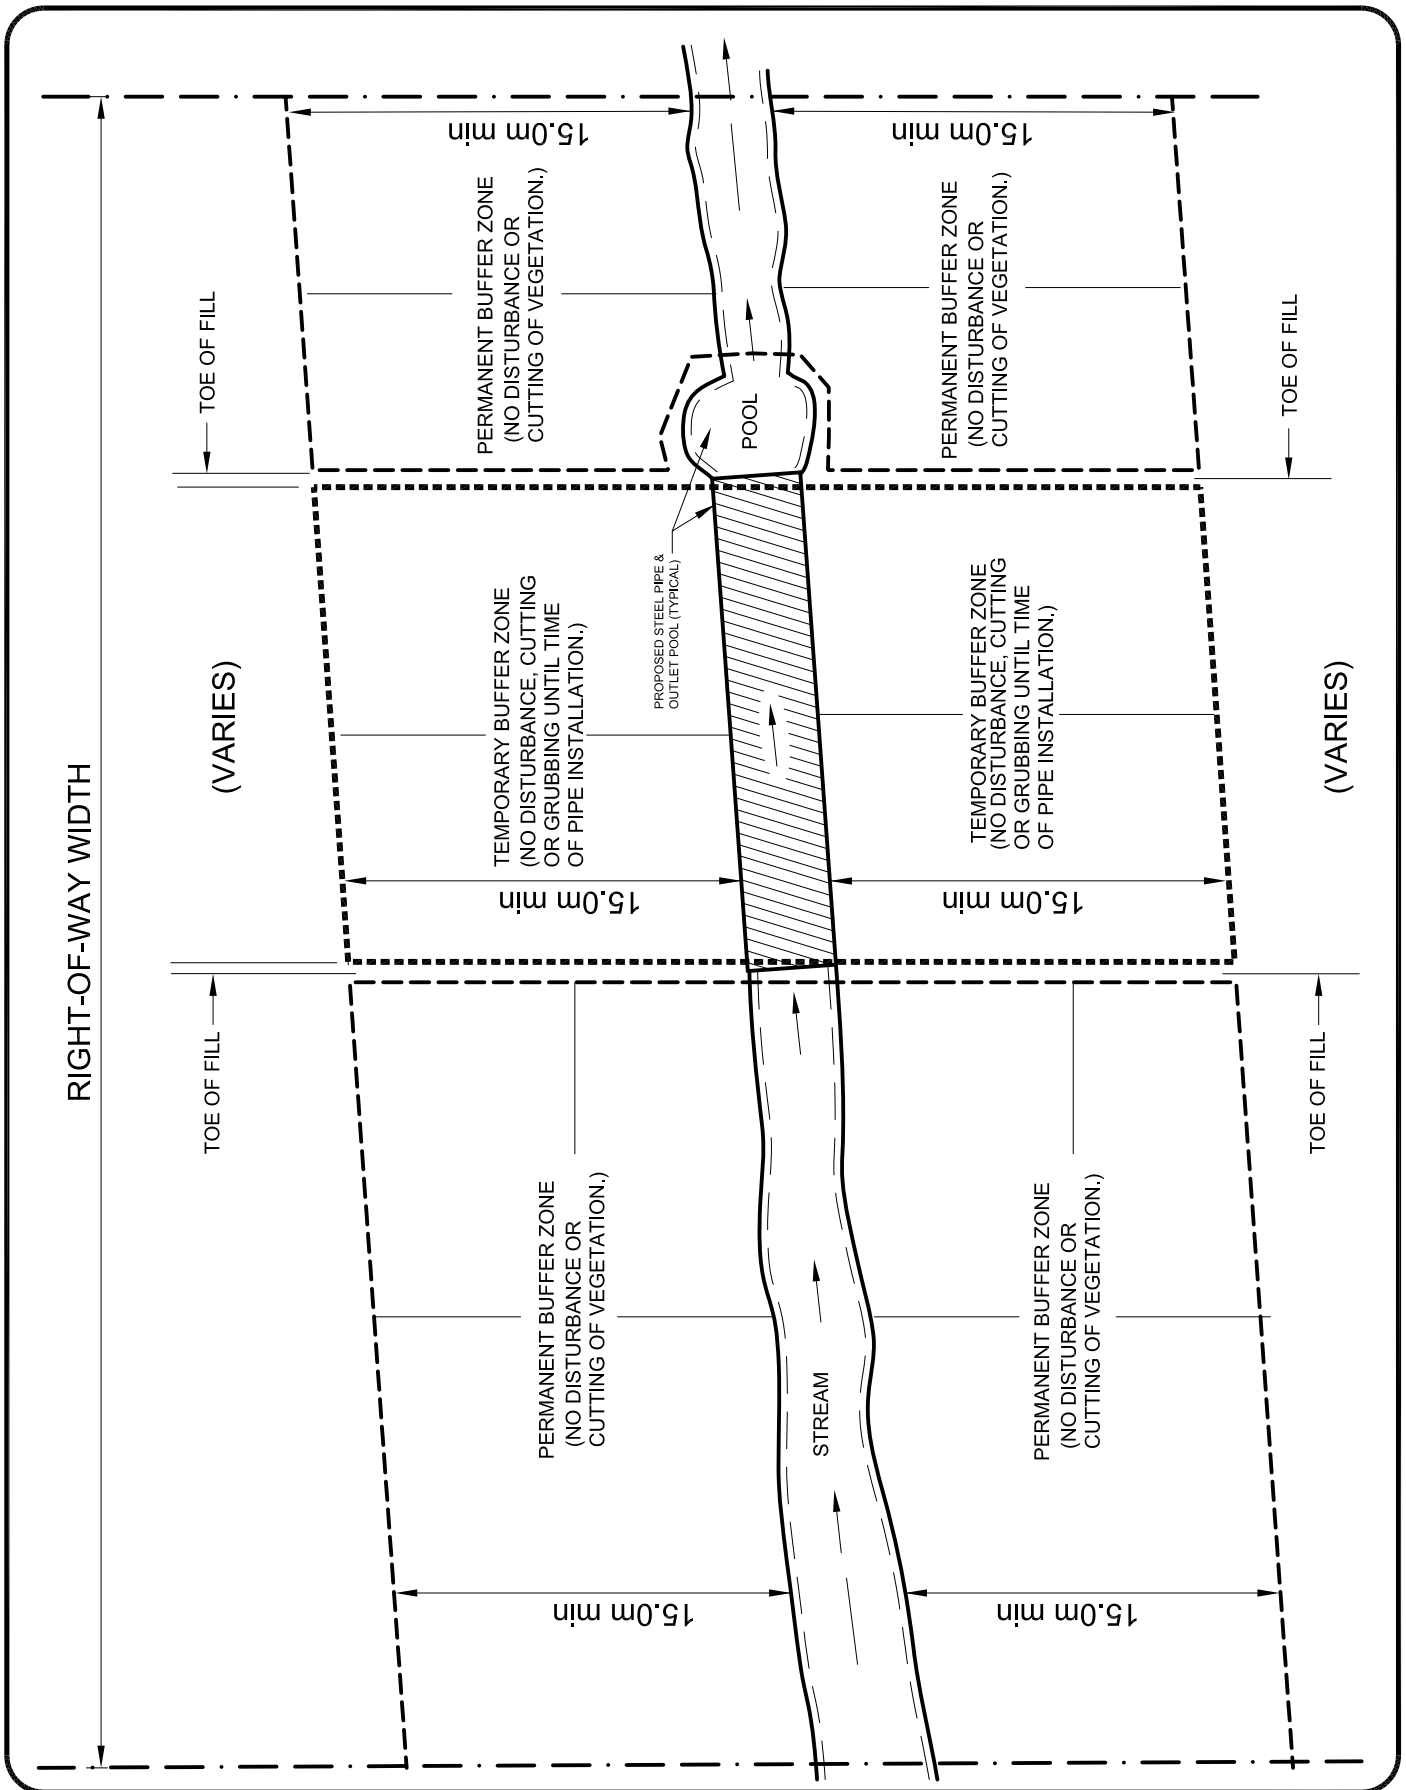 RIGHT-OF-WAY WIDTH
(VARIES)
TOE OF FILL
TOE OF FILL
15.0m min
PERMANENT BUFFER ZONE
(NO DISTURBANCE OR
CUTTING OF VEGETATION.)
15.0m min
TEMPORARY BUFFER ZONE
(NO DISTURBANCE, CUTTING
OR GRUBBING UNTIL TIME
OF PIPE INSTALLATION.)
PERMANENT BUFFER ZONE
(NO DISTURBANCE OR
CUTTING OF VEGETATION.)
15.0m min
PROPOSED STEEL PIPE &
OUTLET POOL (TYPICAL)
STREAM
POOL
15.0m min
PERMANENT BUFFER ZONE
(NO DISTURBANCE OR
CUTTING OF VEGETATION.)
15.0m min
TEMPORARY BUFFER ZONE
(NO DISTURBANCE, CUTTING
OR GRUBBING UNTIL TIME
OF PIPE INSTALLATION.)
PERMANENT BUFFER ZONE
(NO DISTURBANCE OR
CUTTING OF VEGETATION.)
15.0m min
TOE OF FILL
TOE OF FILL
(VARIES)